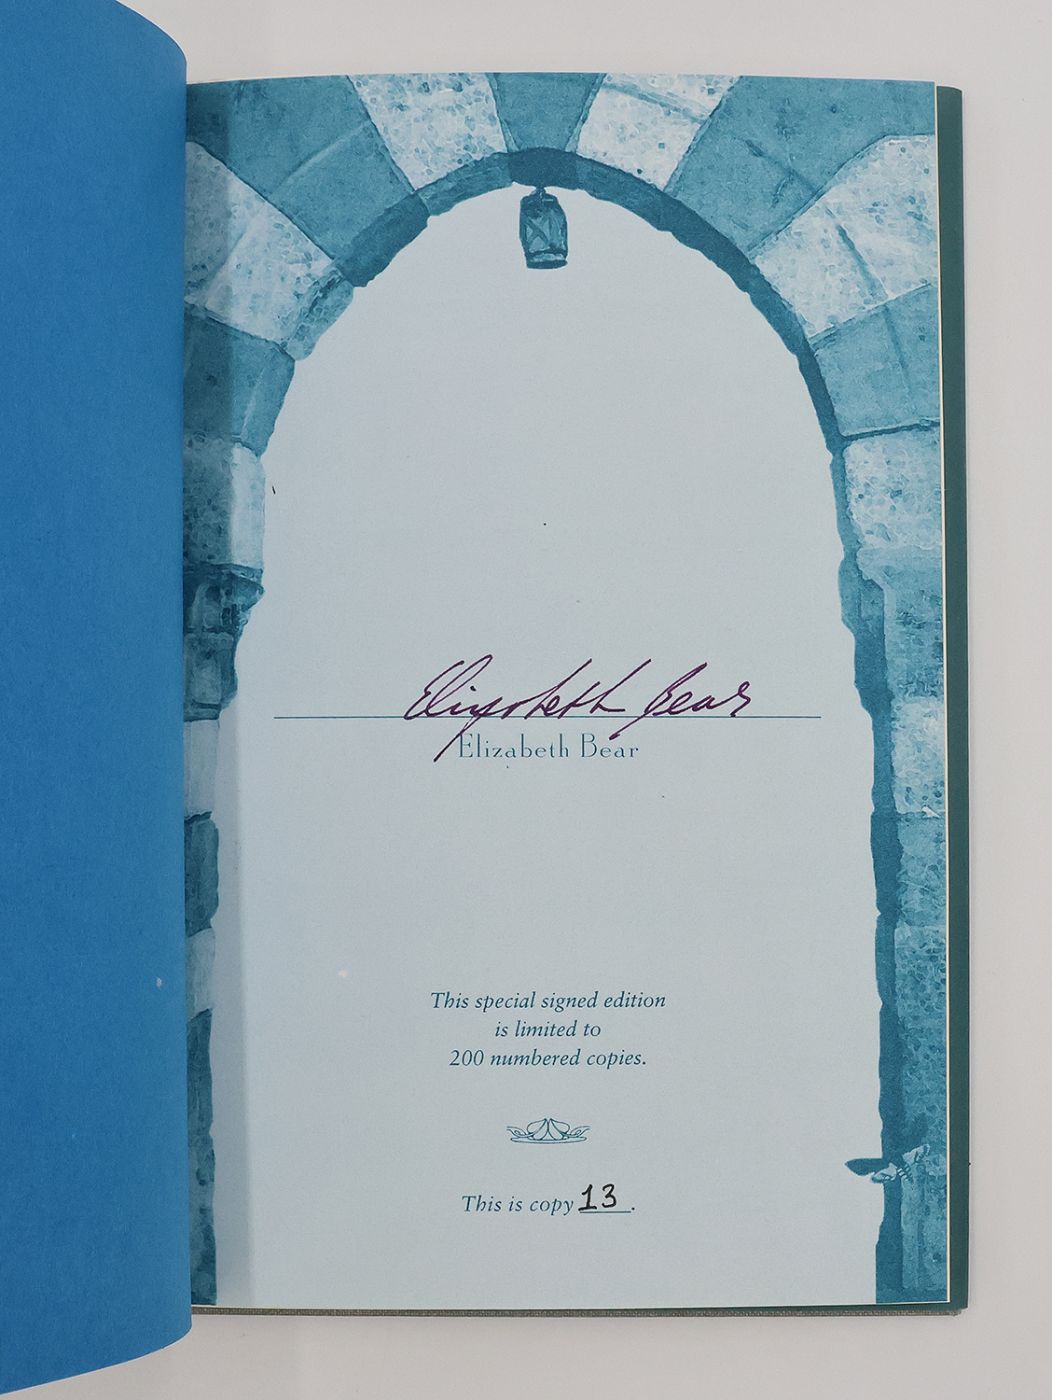 Elizabeth Bear
Elizabeth Bear
This special signed edition
is limited to
200 numbered copies.
This is copy 13.